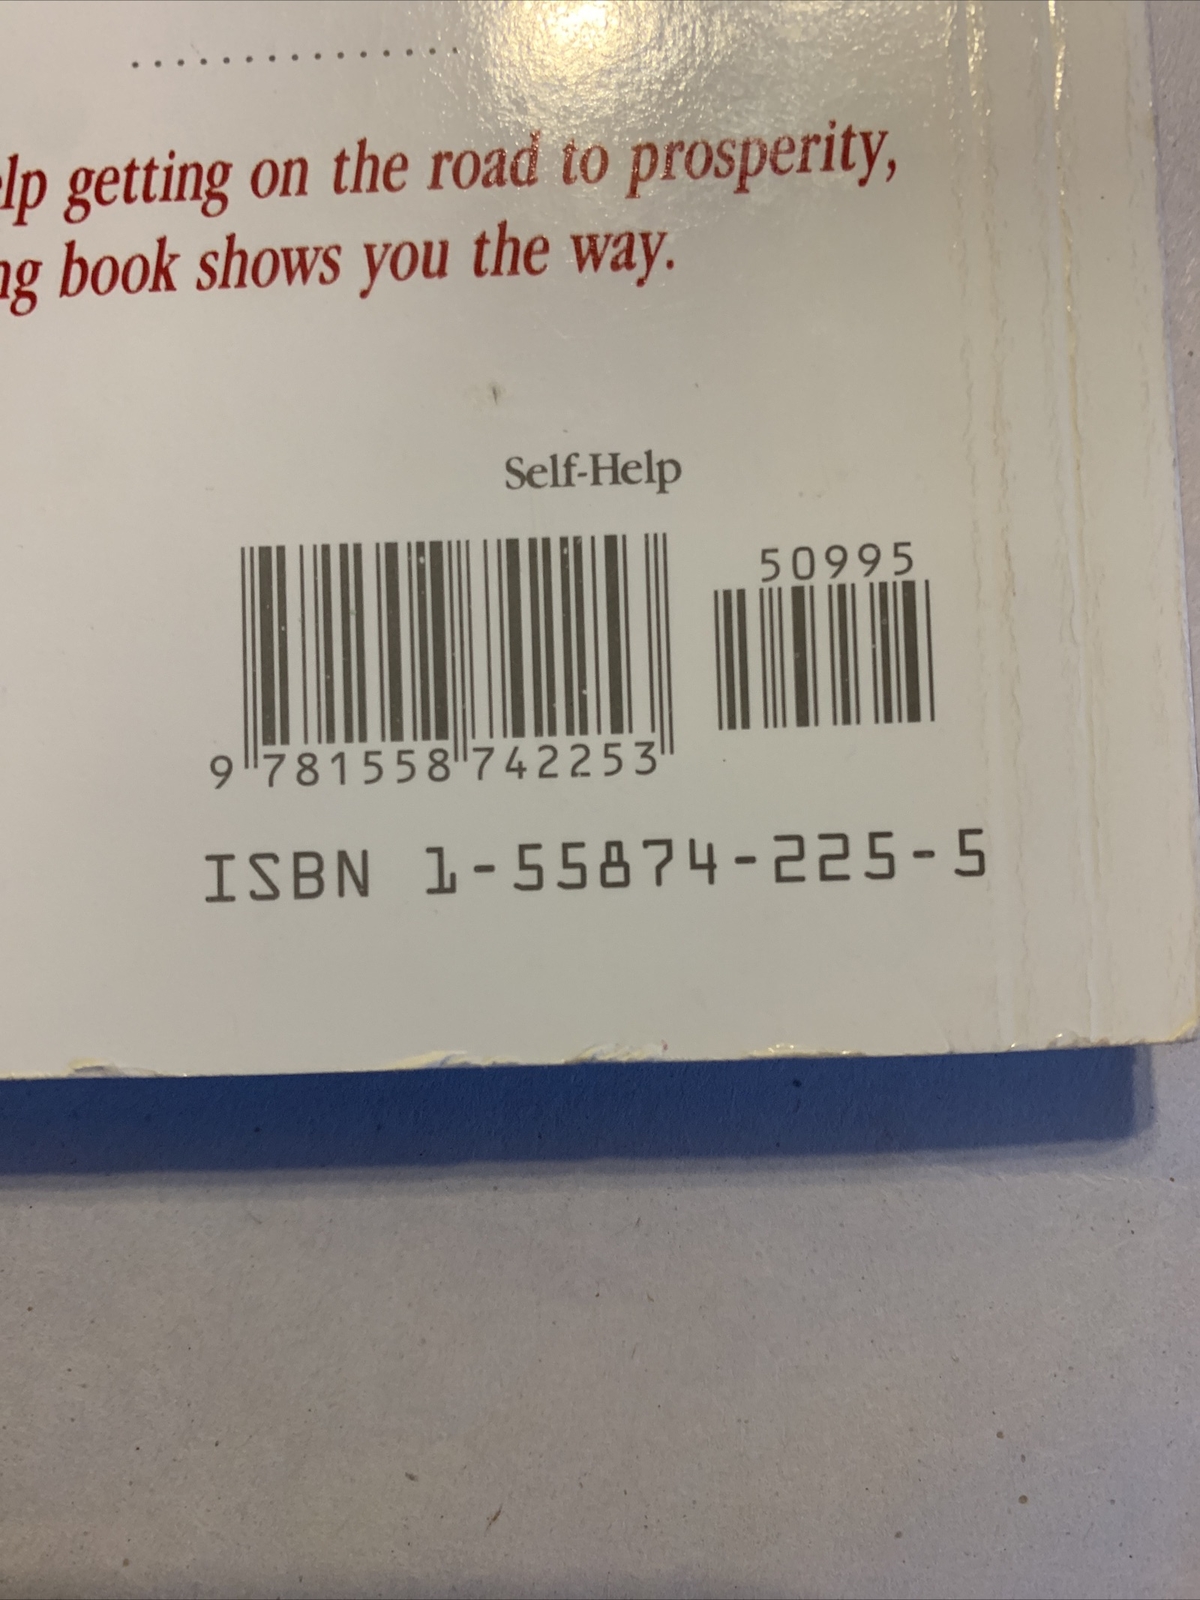 lp getting on the road to prosperity,
ng book shows you the way.
Self-Help
50995
9 781558 742253
ISBN 1-55874-225-5